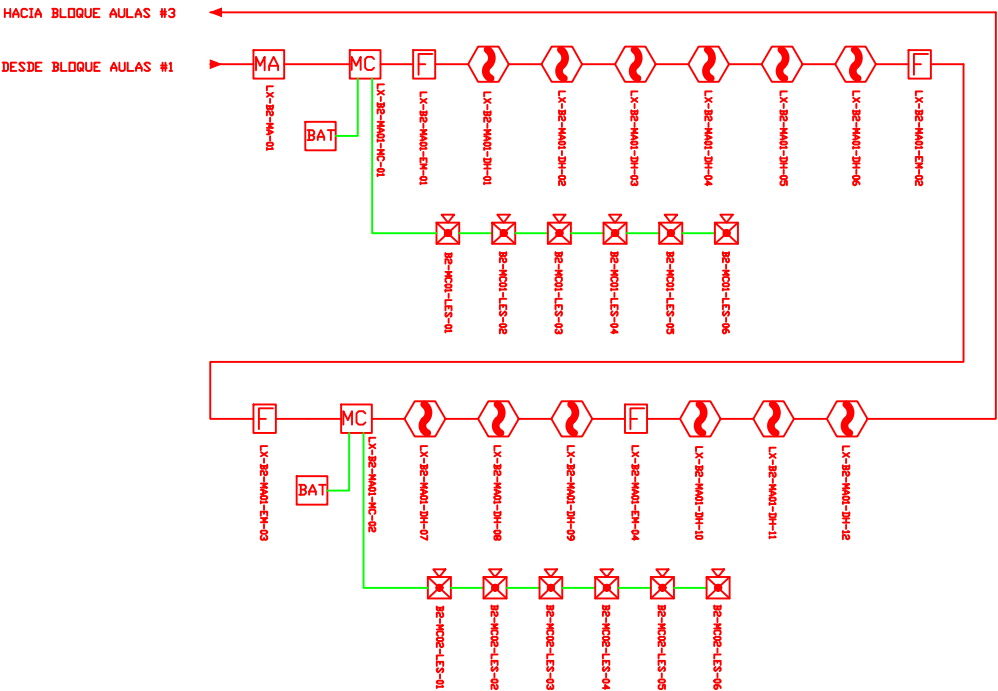 HACIA BLOQUE AULAS #3
DESDE BLOQUE AULAS #1
MA
MC
F
F
LX-B2-MA-01
BAT
LX-B2-MA01-MC-01
LX-B2-MA01-EM-01
LX-B2-MA01-DH-01
LX-B2-MA01-DH-02
LX-B2-MA01-DH-03
LX-B2-MA01-DH-04
LX-B2-MA01-DH-05
LX-B2-MA01-DH-06
LX-B2-MA01-EM-02
B2-MC01-LES-01
B2-MC01-LES-02
B2-MC01-LES-03
B2-MC01-LES-04
B2-MC01-LES-05
B2-MC01-LES-06
F
MC
F
LX-B2-MA01-EM-03
BAT
LX-B2-MA01-MC-02
LX-B2-MA01-DH-07
LX-B2-MA01-DH-08
LX-B2-MA01-DH-09
LX-B2-MA01-EM-04
LX-B2-MA01-DH-10
LX-B2-MA01-DH-11
LX-B2-MA01-DH-12
B2-MC02-LES-01
B2-MC02-LES-02
B2-MC02-LES-03
B2-MC02-LES-04
B2-MC02-LES-05
B2-MC02-LES-06